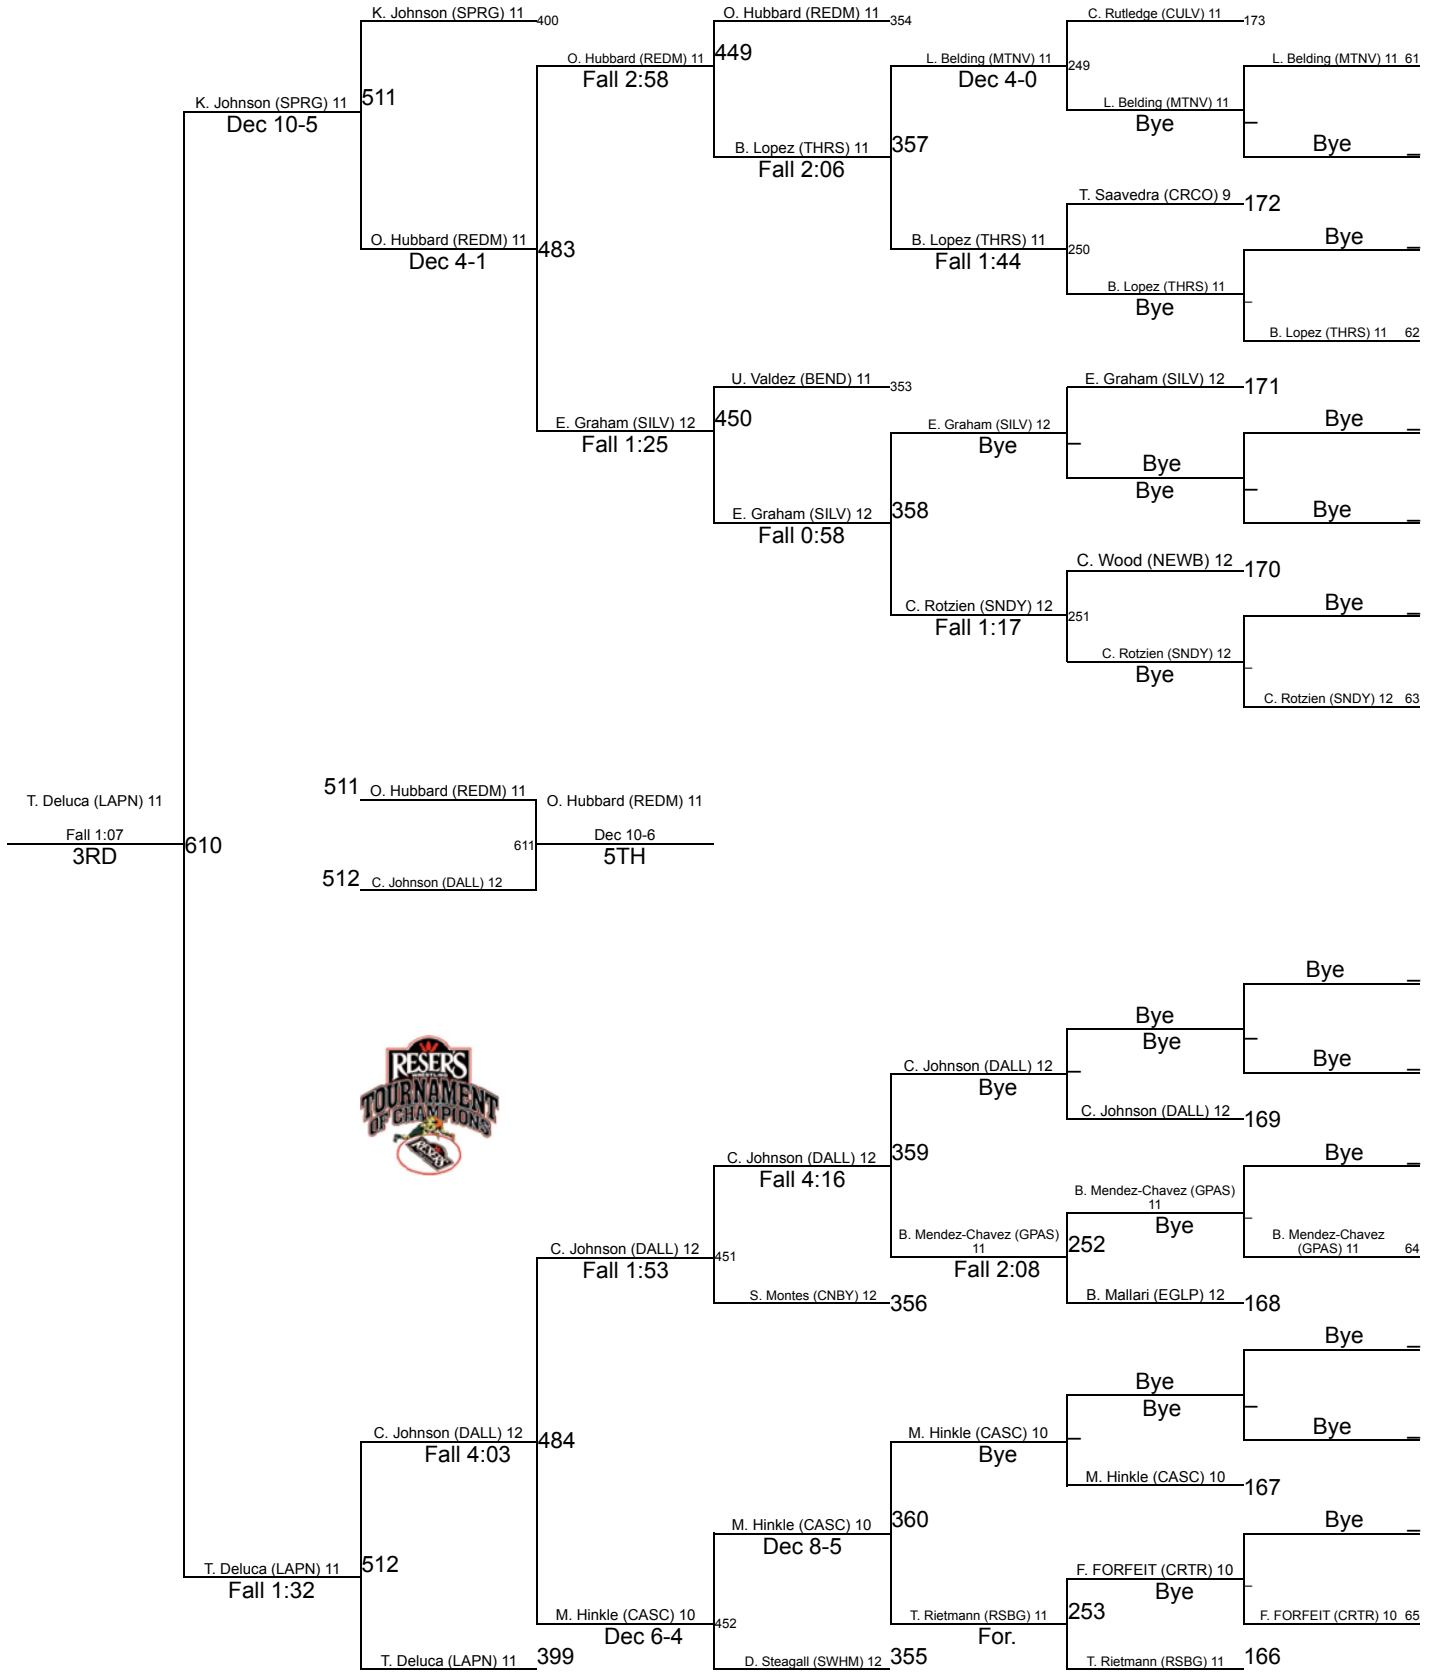 K. Johnson (SPRG) 11
400
O. Hubbard (REDM) 11
354
C. Rutledge (CULV) 11
173
O. Hubbard (REDM) 11
Fall 2:58
449
L. Belding (MTNV) 11
Dec 4-0
249
L. Belding (MTNV) 11 61
K. Johnson (SPRG) 11
Dec 10-5
511
L. Belding (MTNV) 11
Bye
Bye
B. Lopez (THRS) 11
Fall 2:06
357
T. Saavedra (CRCO) 9
172
O. Hubbard (REDM) 11
Dec 4-1
483
B. Lopez (THRS) 11
Fall 1:44
250
Bye
B. Lopez (THRS) 11
Bye
B. Lopez (THRS) 11 62
U. Valdez (BEND) 11
353
E. Graham (SILV) 12
171
E. Graham (SILV) 12
Fall 1:25
450
E. Graham (SILV) 12
Bye
Bye
Bye
Bye
E. Graham (SILV) 12
Fall 0:58
358
Bye
C. Wood (NEWB) 12
170
C. Rotzien (SNDY) 12
Fall 1:17
251
Bye
C. Rotzien (SNDY) 12
Bye
C. Rotzien (SNDY) 12 63
T. Deluca (LAPN) 11
Fall 1:07
3RD
610
511
O. Hubbard (REDM) 11
O. Hubbard (REDM) 11
611
Dec 10-6
5TH
512
C. Johnson (DALL) 12
Bye
RESER'S
WRESTLING
TOURNAMENT
OF CHAMPIONS
RESER'S
Bye
Bye
Bye
C. Johnson (DALL) 12
Bye
C. Johnson (DALL) 12
169
C. Johnson (DALL) 12
Fall 4:16
359
Bye
B. Mendez-Chavez (GPAS)
11
Bye
C. Johnson (DALL) 12
Fall 1:53
451
B. Mendez-Chavez (GPAS)
11
Fall 2:08
252
B. Mendez-Chavez
(GPAS) 11 64
S. Montes (CNBY) 12
356
B. Mallari (EGLP) 12
168
Bye
Bye
Bye
C. Johnson (DALL) 12
Fall 4:03
484
M. Hinkle (CASC) 10
Bye
Bye
M. Hinkle (CASC) 10
167
M. Hinkle (CASC) 10
Dec 8-5
360
Bye
T. Deluca (LAPN) 11
Fall 1:32
512
F. FORFEIT (CRTR) 10
Bye
M. Hinkle (CASC) 10
Dec 6-4
452
T. Rietmann (RSBG) 11
For.
253
F. FORFEIT (CRTR) 10 65
T. Deluca (LAPN) 11
399
D. Steagall (SWHM) 12
355
T. Rietmann (RSBG) 11
166